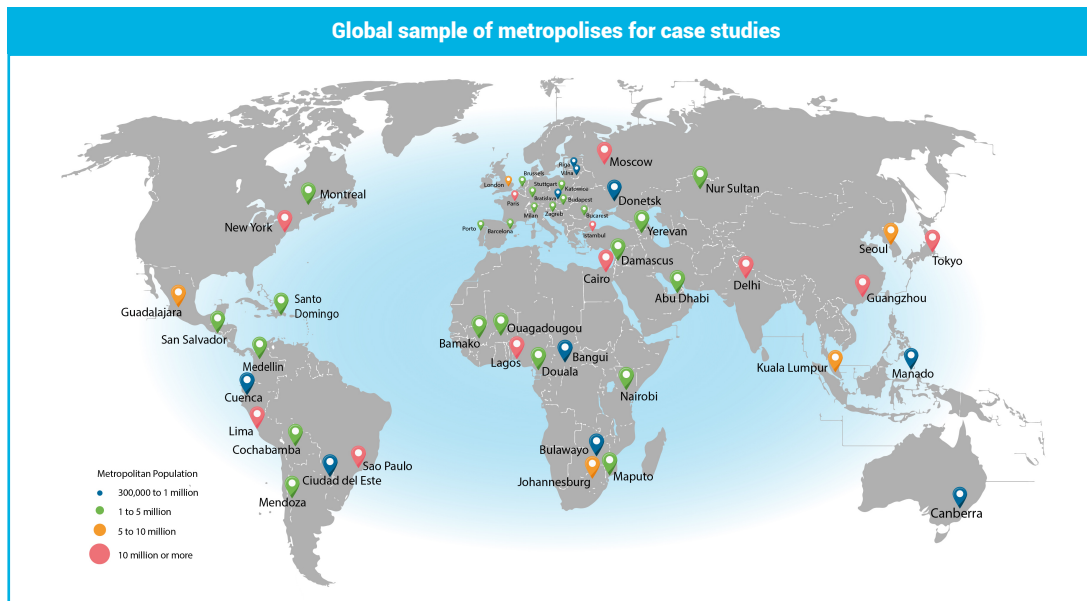 Global sample of metropolises for case studies
Moscow
Riga
Vilna
Brussels
London
Stuttgart
Katowice
Nur Sultan
Montreal
Paris
Bratislava
Budapest
Donetsk
Milan
Zagreb
Bucarest
New York
Porto
Barcelona
Istambul
Yerevan
Seoul
Tokyo
Damascus
Cairo
Delhi
Abu Dhabi
Guangzhou
Guadalajara
Santo
Domingo
San Salvador
Ouagadougou
Bamako
Lagos
Bangui
Douala
Medellin
Kuala Lumpur
Manado
Cuenca
Nairobi
Lima
Cochabamba
Bulawayo
Sao Paulo
Ciudad del Este
Johannesburg
Maputo
Mendoza
Canberra
Metropolitan Population
300,000 to 1 million
1 to 5 million
5 to 10 million
10 million or more